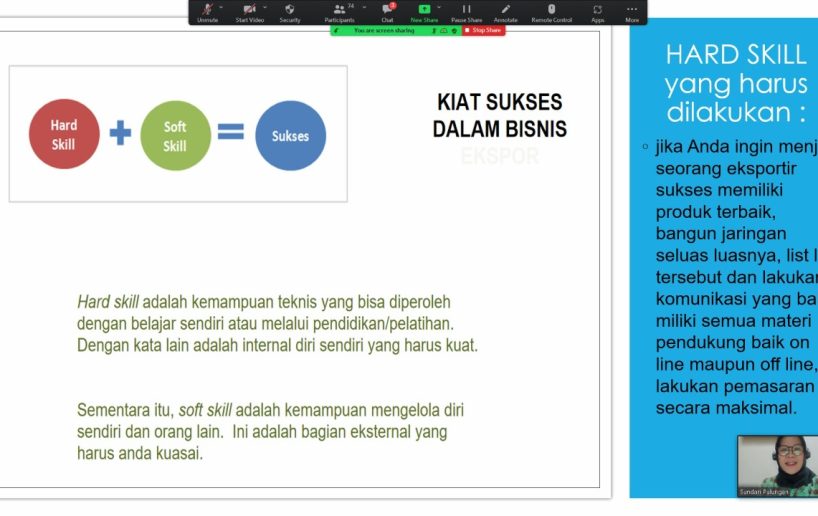 Unmute
Start Video
Security
Participants
74
Chat
3
New Share
Pause Share
Annotate
Remote Control
Apps
More
You are screen sharing
Stop Share
Hard
Skill
Soft
Skill
Sukses
KIAT SUKSES
DALAM BISNIS
EKSPOR
Hard skill adalah kemampuan teknis yang bisa diperoleh
dengan belajar sendiri atau melalui pendidikan/pelatihan.
Dengan kata lain adalah internal diri sendiri yang harus kuat.
Sementara itu, soft skill adalah kemampuan mengelola diri
sendiri dan orang lain. Ini adalah bagian eksternal yang
harus anda kuasai.
HARD SKILL
yang harus
dilakukan :
jika Anda ingin menj
seorang eksportir
sukses memiliki
produk terbaik,
bangun jaringan
seluas luasnya, list l
tersebut dan lakukan
komunikasi yang ba
miliki semua materi
pendukung baik on
line maupun off line,
lakukan pemasaran
secara maksimal.
Sundari Palungan